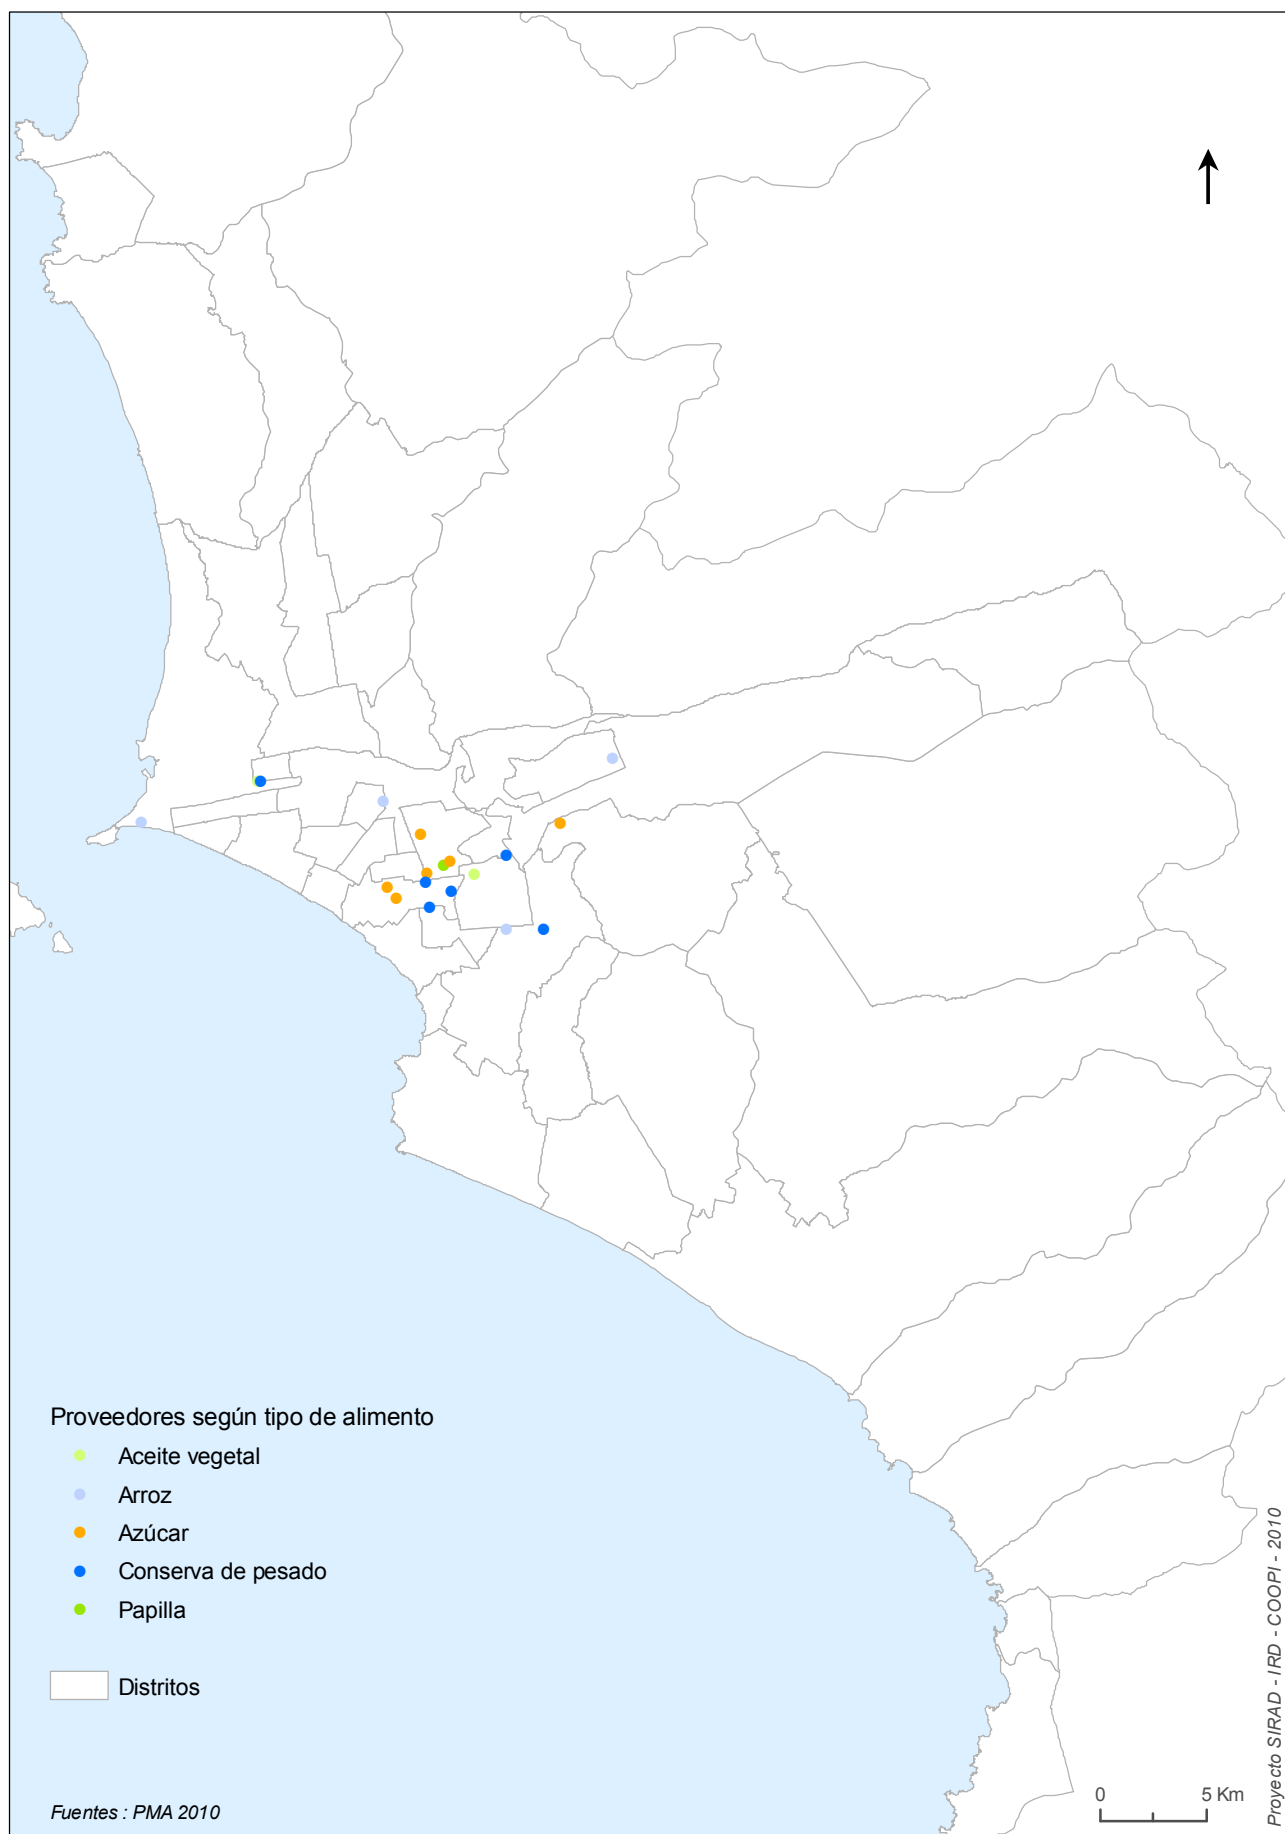 Proveedores según tipo de alimento
Aceite vegetal
Arroz
Azúcar
Conserva de pesado
Papilla
Distritos
Fuentes : PMA 2010
0 5 Km
Proyecto SIRAD - IRD - COOPI - 2010